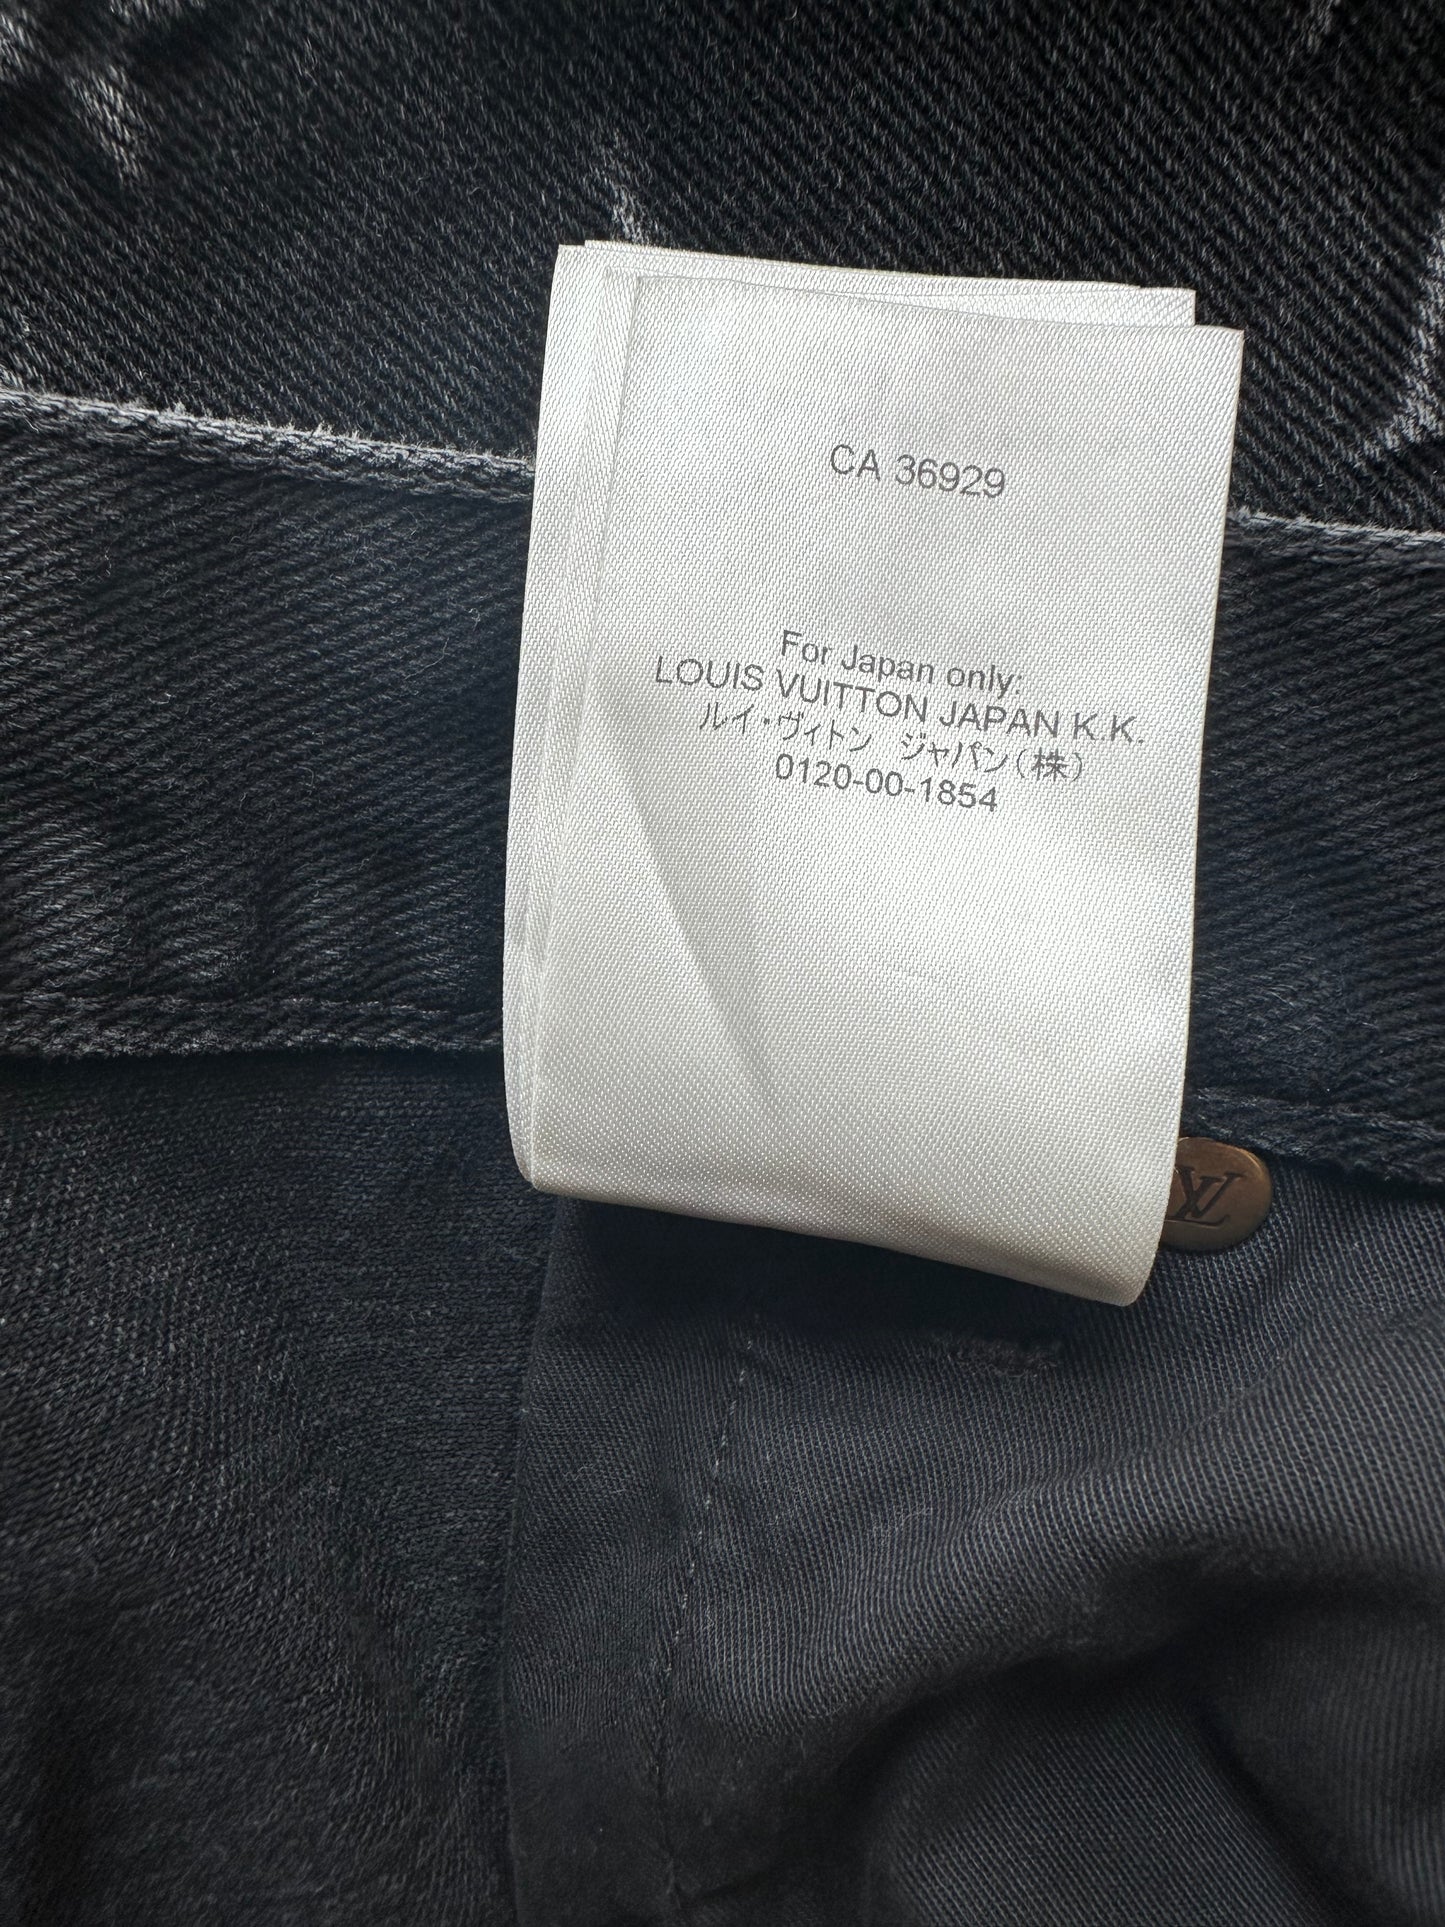 CA 36929
For Japan only:
LOUIS VUITTON JAPAN K.K.
ルイ・ヴィトン ジャパン(株)
0120-00-1854
LV